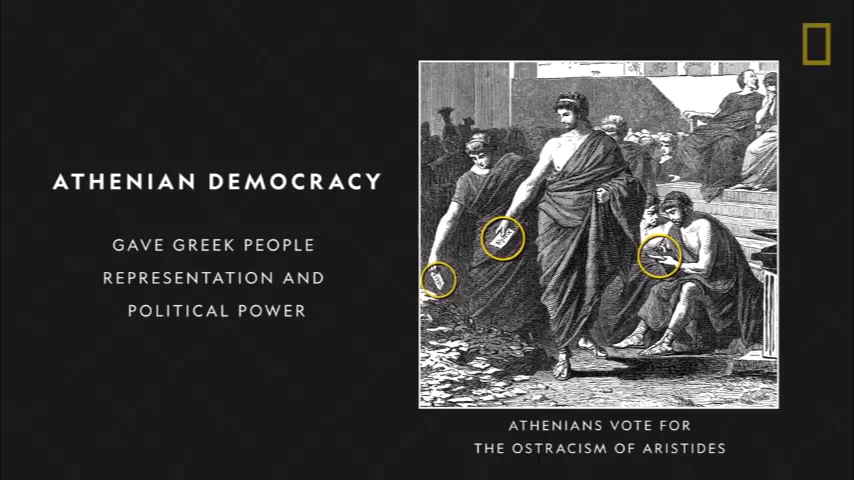 ATHENIAN DEMOCRACY
GAVE GREEK PEOPLE
REPRESENTATION AND
POLITICAL POWER
ATHENIANS VOTE FOR
THE OSTRACISM OF ARISTIDES